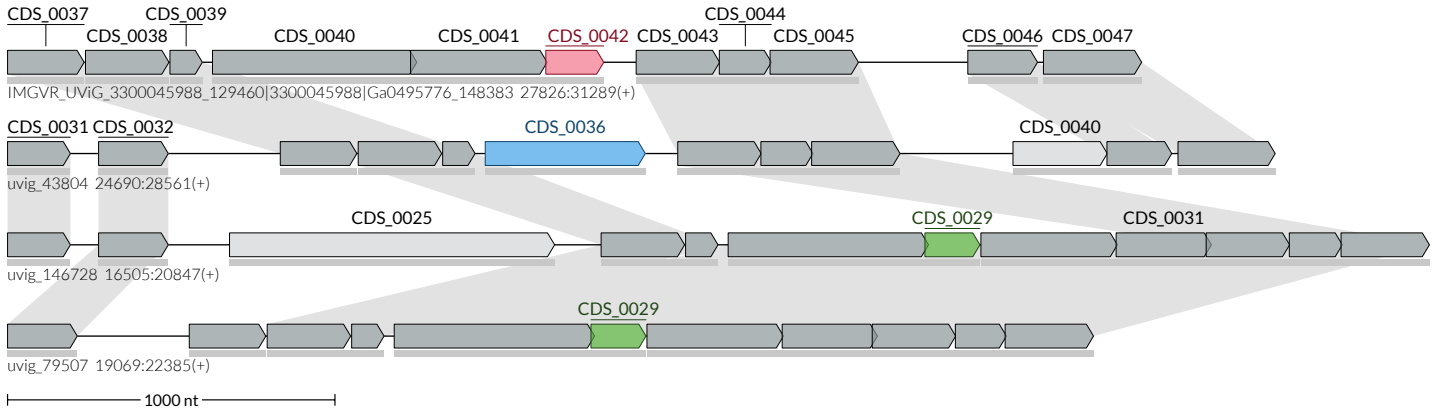 CDS_0037 CDS_0039 CDS_0044
CDS_0038 CDS_0040 CDS_0041 CDS_0042 CDS_0043 CDS_0045 CDS_0046 CDS_0047
IMGVR_UViG_3300045988_129460|3300045988|Ga0495776_148383 27826:31289(+)
CDS_0031 CDS_0032 CDS_0036 CDS_0040
uvig_43804 24690:28561(+)
CDS_0025 CDS_0029 CDS_0031
uvig_146728 16505:20847(+)
CDS_0029
uvig_79507 19069:22385(+)
1000 nt